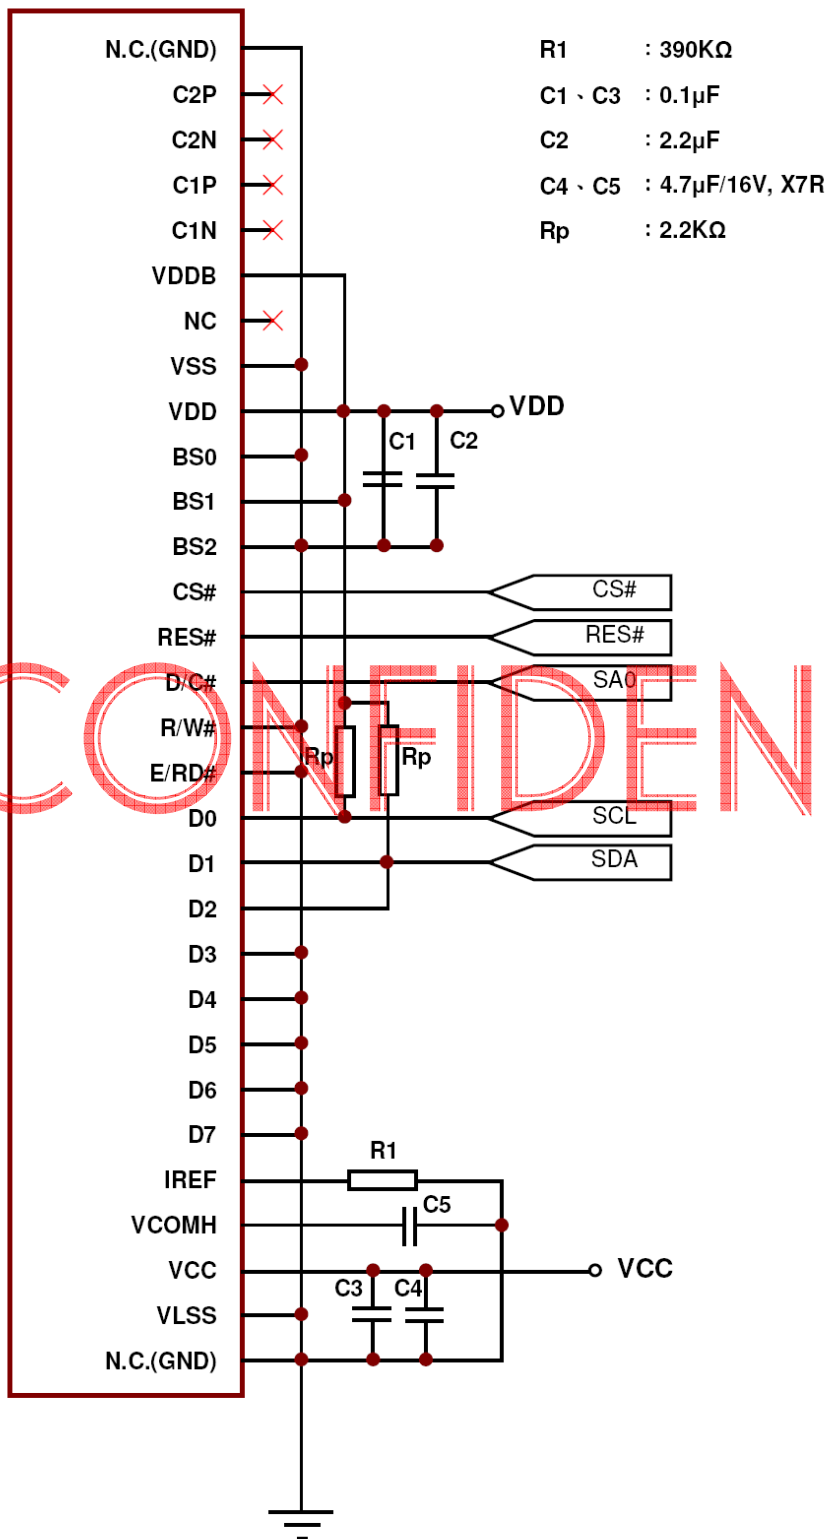 N.C.(GND)
C2P
C2N
C1P
C1N
VDDB
NC
VSS
VDD
BS0
BS1
BS2
CS#
RES#
D/C#
R/W#
E/RD#
D0
D1
D2
D3
D4
D5
D6
D7
IREF
VCOMH
VCC
VLSS
N.C.(GND)
R1 : 390KΩ
C1、C3 : 0.1μF
C2 : 2.2μF
C4、C5 : 4.7μF/16V, X7R
Rp : 2.2KΩ
VDD
C1 C2
CS#
RES#
SA0
Rp Rp
SCL
SDA
R1
C5
VCC
C3 C4
CONFIDEN